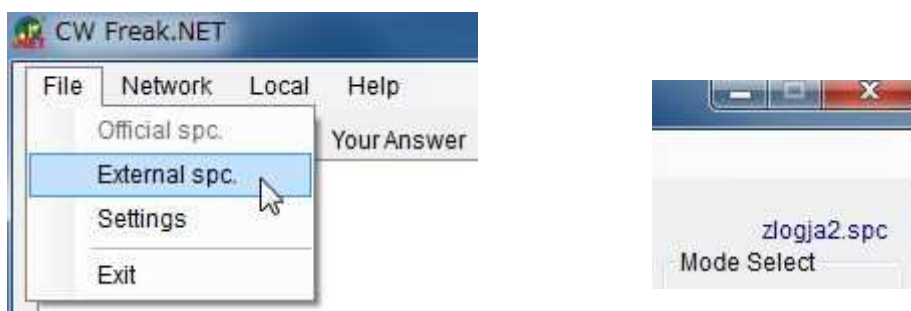 CW Freak.NET
File Network Local Help
Official spc.
Your Answer
External spc.
Settings
Exit
zlogja2.spc
Mode Select